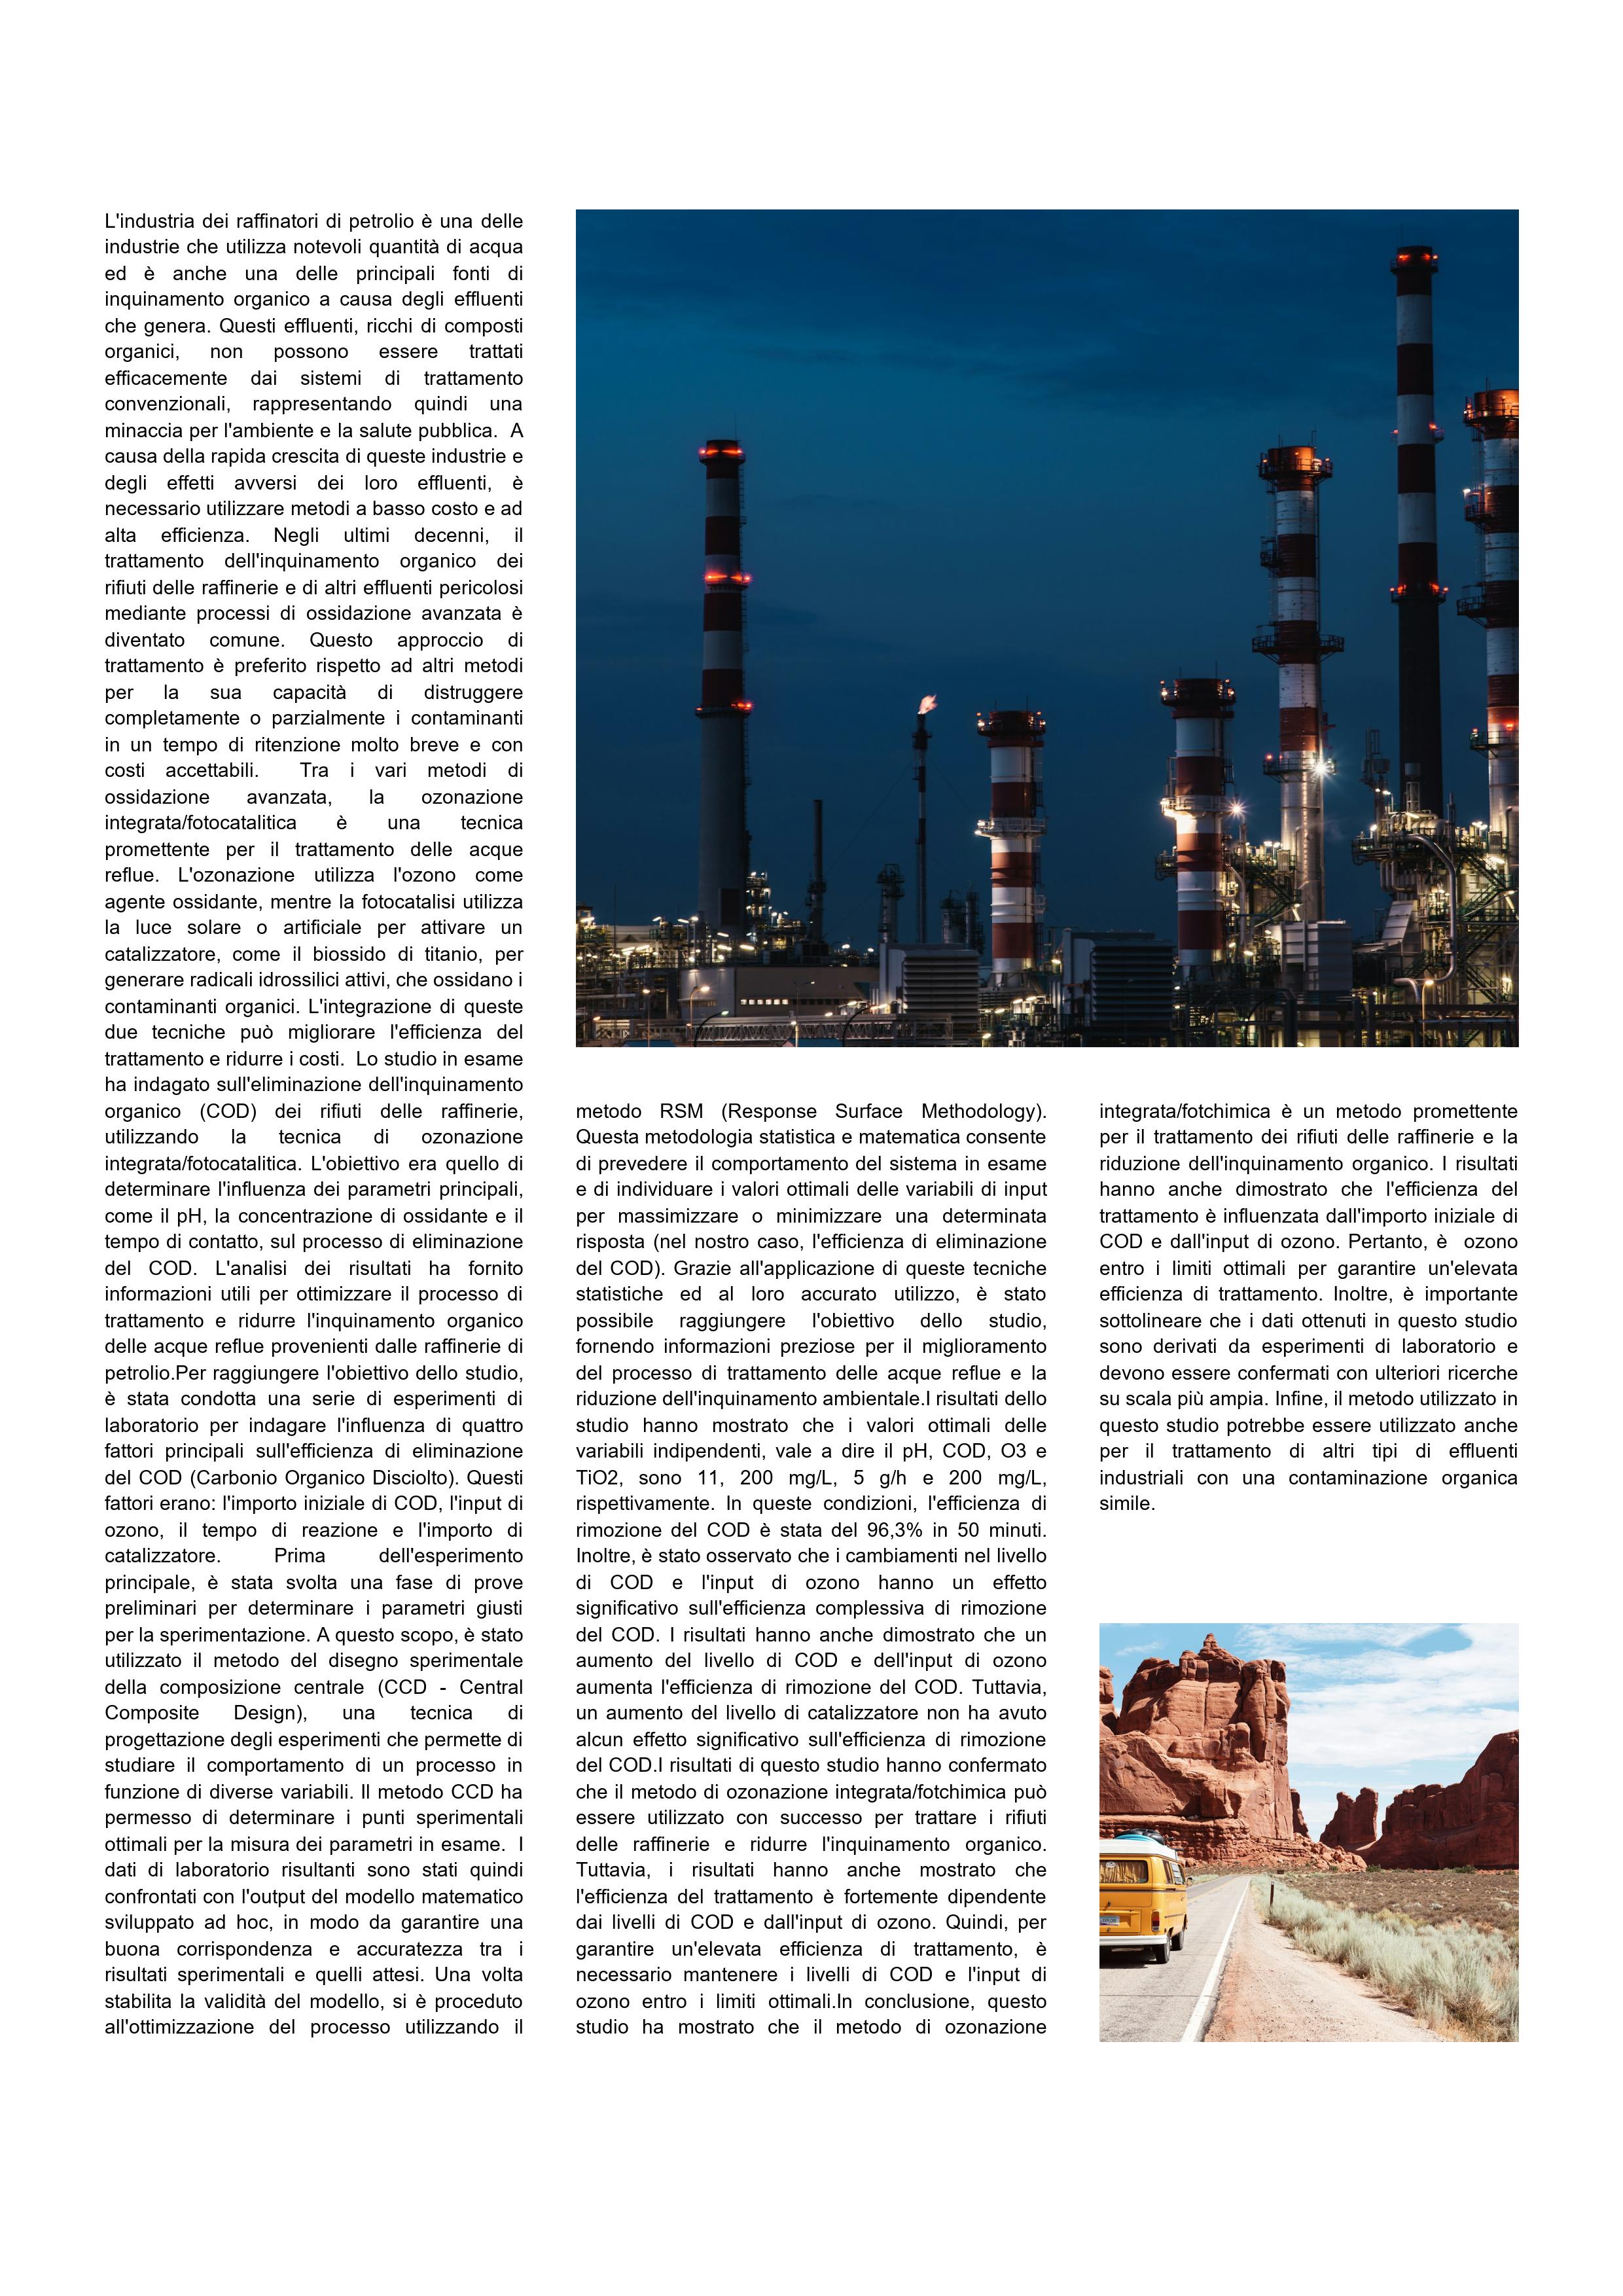 L'industria dei raffinatori di petrolio è una delle
industrie che utilizza notevoli quantità di acqua
ed è anche una delle principali fonti di
inquinamento organico a causa degli effluenti
che genera. Questi effluenti, ricchi di composti
organici, non possono essere trattati
efficacemente dai sistemi di trattamento
convenzionali, rappresentando quindi una
minaccia per l'ambiente e la salute pubblica. A
causa della rapida crescita di queste industrie e
degli effetti avversi dei loro effluenti, è
necessario utilizzare metodi a basso costo e ad
alta efficienza. Negli ultimi decenni, il
trattamento dell'inquinamento organico dei
rifiuti delle raffinerie e di altri effluenti pericolosi
mediante processi di ossidazione avanzata è
diventato comune. Questo approccio di
trattamento è preferito rispetto ad altri metodi
per la sua capacità di distruggere
completamente o parzialmente i contaminanti
in un tempo di ritenzione molto breve e con
costi accettabili. Tra i vari metodi di
ossidazione avanzata, la ozonazione
integrata/fotocatalitica è una tecnica
promettente per il trattamento delle acque
reflue. L'ozonazione utilizza l'ozono come
agente ossidante, mentre la fotocatalisi utilizza
la luce solare o artificiale per attivare un
catalizzatore, come il biossido di titanio, per
generare radicali idrossilici attivi, che ossidano i
contaminanti organici. L'integrazione di queste
due tecniche può migliorare l'efficienza del
trattamento e ridurre i costi. Lo studio in esame
ha indagato sull'eliminazione dell'inquinamento
organico (COD) dei rifiuti delle raffinerie,
utilizzando la tecnica di ozonazione
integrata/fotocatalitica. L'obiettivo era quello di
determinare l'influenza dei parametri principali,
come il pH, la concentrazione di ossidante e il
tempo di contatto, sul processo di eliminazione
del COD. L'analisi dei risultati ha fornito
informazioni utili per ottimizzare il processo di
trattamento e ridurre l'inquinamento organico
delle acque reflue provenienti dalle raffinerie di
petrolio.Per raggiungere l'obiettivo dello studio,
è stata condotta una serie di esperimenti di
laboratorio per indagare l'influenza di quattro
fattori principali sull'efficienza di eliminazione
del COD (Carbonio Organico Disciolto). Questi
fattori erano: l'importo iniziale di COD, l'input di
ozono, il tempo di reazione e l'importo di
catalizzatore. Prima dell'esperimento
principale, è stata svolta una fase di prove
preliminari per determinare i parametri giusti
per la sperimentazione. A questo scopo, è stato
utilizzato il metodo del disegno sperimentale
della composizione centrale (CCD - Central
Composite Design), una tecnica di
progettazione degli esperimenti che permette di
studiare il comportamento di un processo in
funzione di diverse variabili. Il metodo CCD ha
permesso di determinare i punti sperimentali
ottimali per la misura dei parametri in esame. I
dati di laboratorio risultanti sono stati quindi
confrontati con l'output del modello matematico
sviluppato ad hoc, in modo da garantire una
buona corrispondenza e accuratezza tra i
risultati sperimentali e quelli attesi. Una volta
stabilita la validità del modello, si è proceduto
all'ottimizzazione del processo utilizzando il
metodo RSM (Response Surface Methodology).
Questa metodologia statistica e matematica consente
di prevedere il comportamento del sistema in esame
e di individuare i valori ottimali delle variabili di input
per massimizzare o minimizzare una determinata
risposta (nel nostro caso, l'efficienza di eliminazione
del COD). Grazie all'applicazione di queste tecniche
statistiche ed al loro accurato utilizzo, è stato
possibile raggiungere l'obiettivo dello studio,
fornendo informazioni preziose per il miglioramento
del processo di trattamento delle acque reflue e la
riduzione dell'inquinamento ambientale.I risultati dello
studio hanno mostrato che i valori ottimali delle
variabili indipendenti, vale a dire il pH, COD, O3 e
TiO2, sono 11, 200 mg/L, 5 g/h e 200 mg/L,
rispettivamente. In queste condizioni, l'efficienza di
rimozione del COD è stata del 96,3% in 50 minuti.
Inoltre, è stato osservato che i cambiamenti nel livello
di COD e l'input di ozono hanno un effetto
significativo sull'efficienza complessiva di rimozione
del COD. I risultati hanno anche dimostrato che un
aumento del livello di COD e dell'input di ozono
aumenta l'efficienza di rimozione del COD. Tuttavia,
un aumento del livello di catalizzatore non ha avuto
alcun effetto significativo sull'efficienza di rimozione
del COD.I risultati di questo studio hanno confermato
che il metodo di ozonazione integrata/fotchimica può
essere utilizzato con successo per trattare i rifiuti
delle raffinerie e ridurre l'inquinamento organico.
Tuttavia, i risultati hanno anche mostrato che
l'efficienza del trattamento è fortemente dipendente
dai livelli di COD e dall'input di ozono. Quindi, per
garantire un'elevata efficienza di trattamento, è
necessario mantenere i livelli di COD e l'input di
ozono entro i limiti ottimali.In conclusione, questo
studio ha mostrato che il metodo di ozonazione
integrata/fotchimica è un metodo promettente
per il trattamento dei rifiuti delle raffinerie e la
riduzione dell'inquinamento organico. I risultati
hanno anche dimostrato che l'efficienza del
trattamento è influenzata dall'importo iniziale di
COD e dall'input di ozono. Pertanto, è ozono
entro i limiti ottimali per garantire un'elevata
efficienza di trattamento. Inoltre, è importante
sottolineare che i dati ottenuti in questo studio
sono derivati da esperimenti di laboratorio e
devono essere confermati con ulteriori ricerche
su scala più ampia. Infine, il metodo utilizzato in
questo studio potrebbe essere utilizzato anche
per il trattamento di altri tipi di effluenti
industriali con una contaminazione organica
simile.